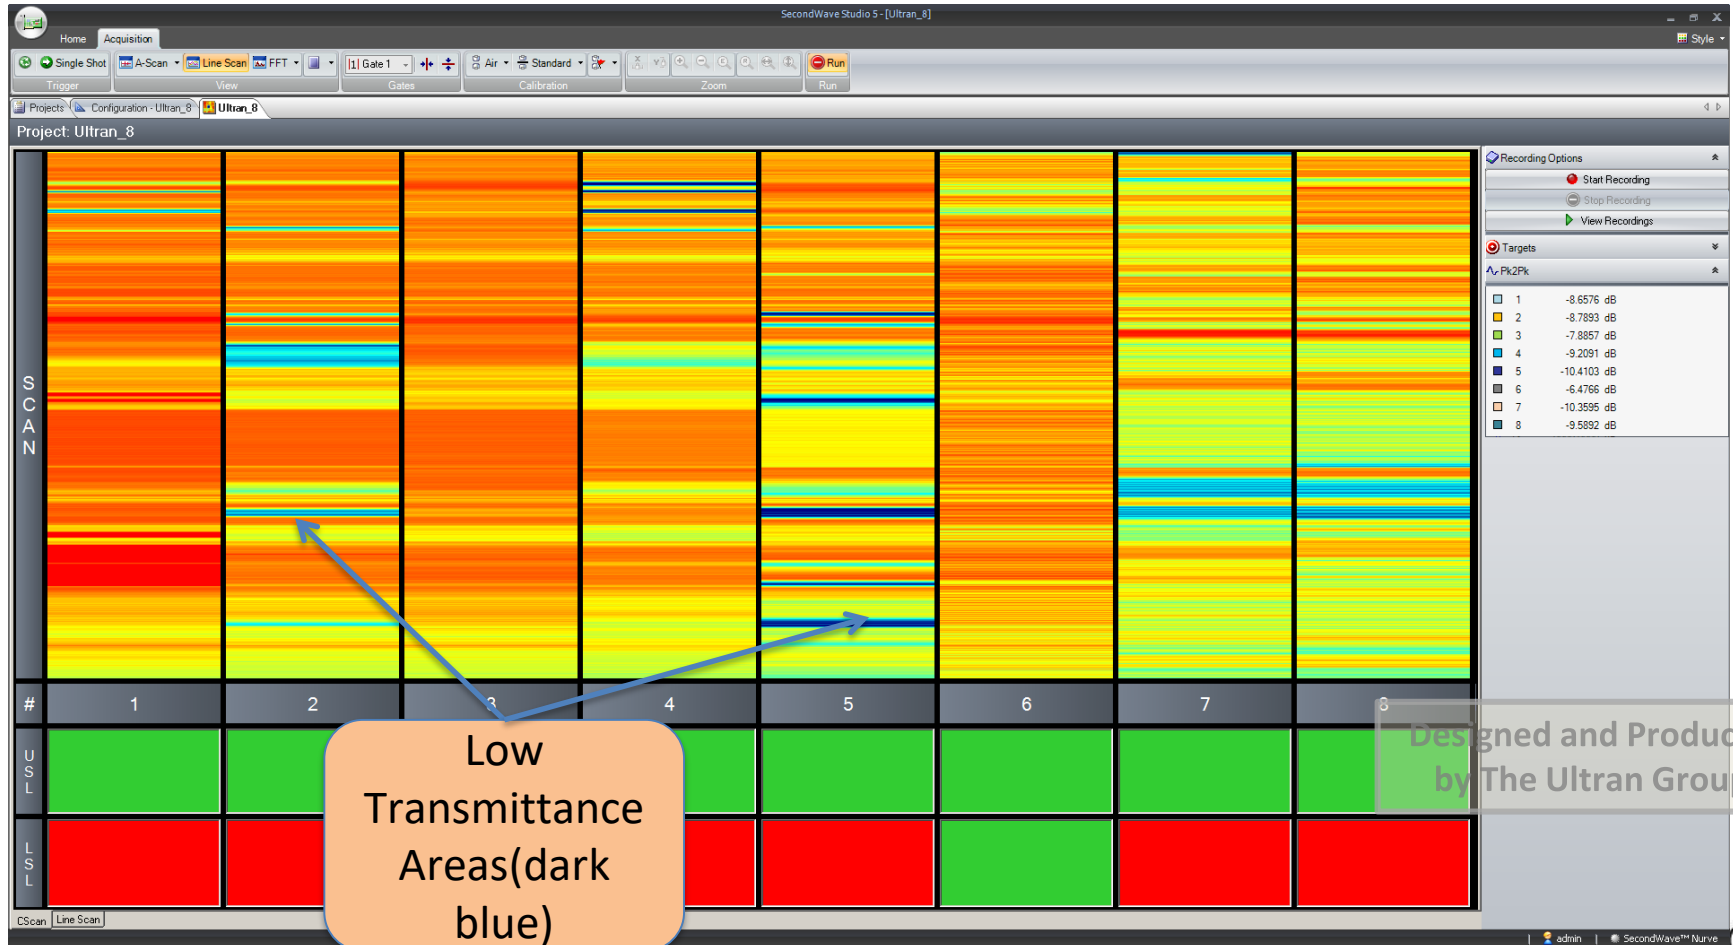 SecondWave Studio 5 - [Ultran_8]
Home Acquisition
Style
Single Shot A-Scan Line Scan FFT |1| Gate 1 Air Standard Run
Trigger View Gates Calibration Zoom Run
Projects Configuration - Ultran_8 Ultran_8
Project: Ultran_8
SCAN
# 1 2 3 4 5 6 7 8
USL
LSL
Low
Transmittance
Areas(dark
blue)
Recording Options
Start Recording
Stop Recording
View Recordings
Targets
Pk2Pk
1 -8.6576 dB
2 -8.7893 dB
3 -7.8857 dB
4 -9.2091 dB
5 -10.4103 dB
6 -6.4766 dB
7 -10.3595 dB
8 -9.5892 dB
Designed and Produc
by The Ultran Grou
CScan Line Scan
admin | SecondWave™ Nurve